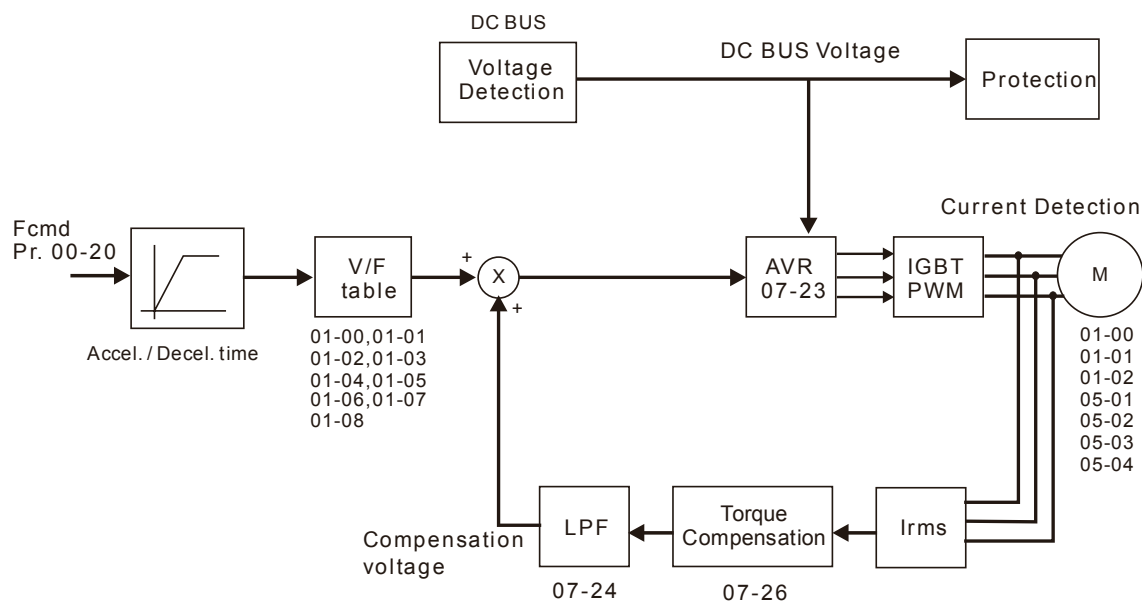 DC BUS
Voltage
Detection
DC BUS Voltage
Protection
Fcmd
Pr. 00-20
Accel. / Decel. time
V/F
table
01-00,01-01
01-02,01-03
01-04,01-05
01-06,01-07
01-08
+
X
+
AVR
07-23
IGBT
PWM
Current Detection
M
01-00
01-01
01-02
05-01
05-02
05-03
05-04
Compensation
voltage
LPF
07-24
Torque
Compensation
07-26
Irms